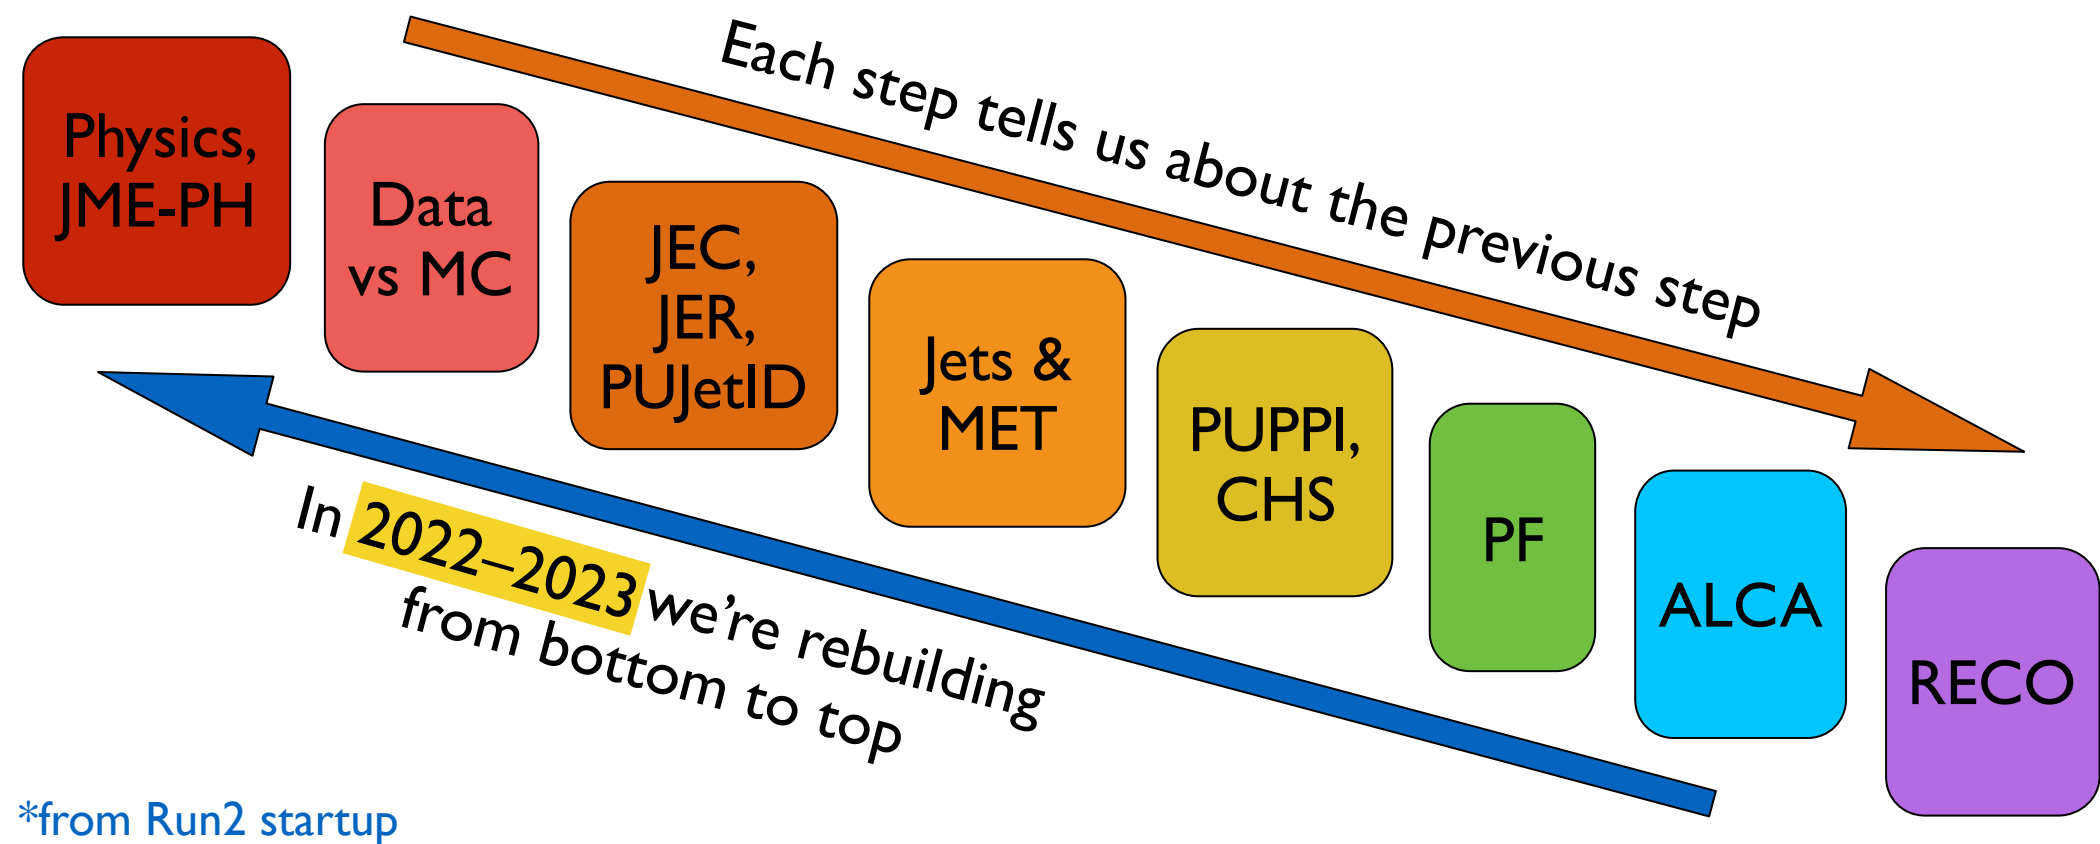 Each step tells us about the previous step
Physics,
JME-PH
Data
vs MC
JEC,
JER,
PUJetID
Jets &
MET
PUPPI,
CHS
PF
ALCA
RECO
In 2022–2023 we’re rebuilding
from bottom to top
*from Run2 startup